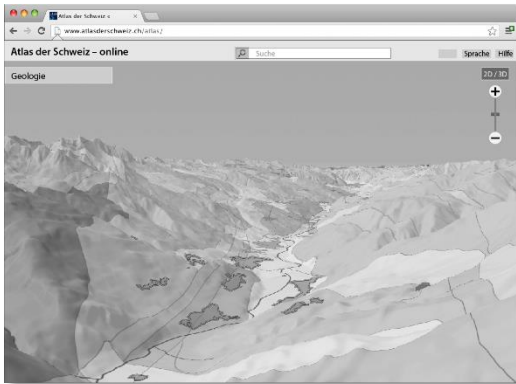 Atlas der Schweiz
www.atlasderschweiz.ch/atlas/
Atlas der Schweiz – online
Suche
Sprache Hilfe
Geologie
2D / 3D